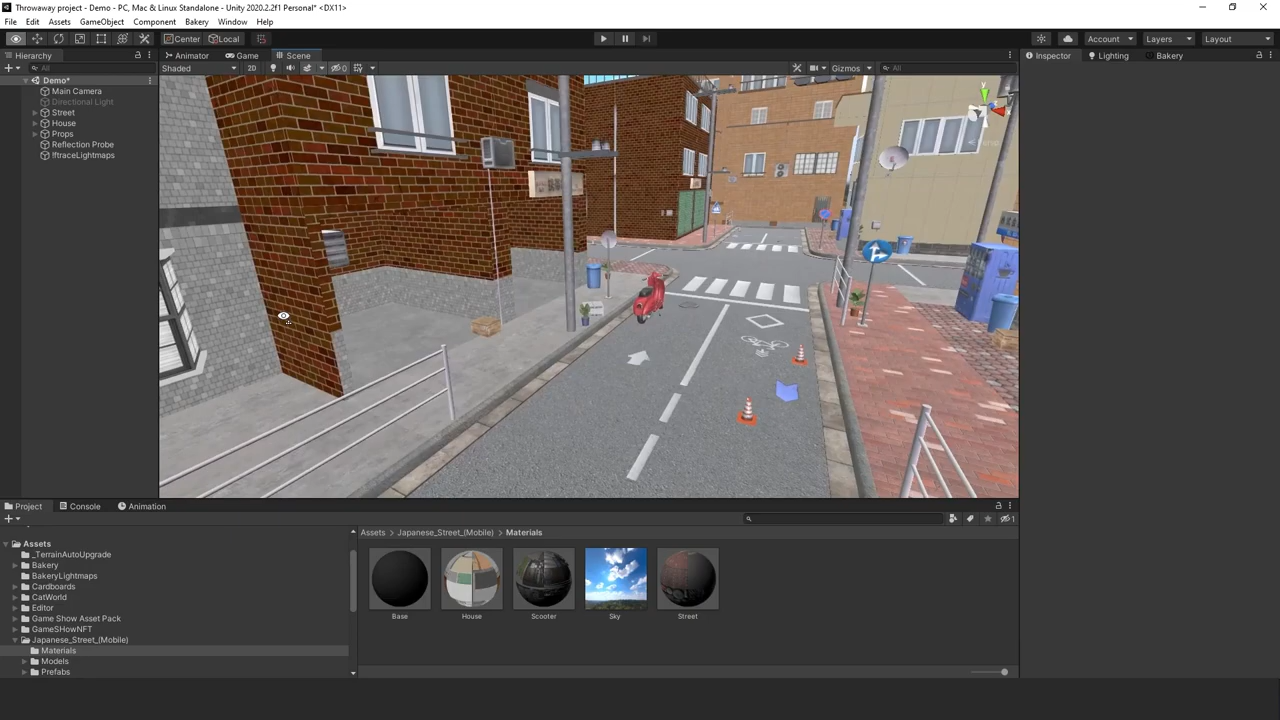 Throwaway project - Demo - PC, Mac & Linux Standalone - Unity 2020.2.2f1 Personal* <DX11>
File Edit Assets GameObject Component Bakery Window Help
Center Local Account Layers Layout
Hierarchy Animator Game Scene Inspector Lighting Bakery
All Shaded 2D 0 Gizmos All
Demo*
Main Camera
Directional Light
Street
House
Props
Reflection Probe
!ftraceLightmaps
y
Project Console Animation
1
Assets > Japanese_Street_(Mobile) > Materials
Assets
_TerrainAutoUpgrade
Bakery
BakeryLightmaps
Cardboards
CatWorld
Editor
Game Show Asset Pack
GameSHowNFT
Japanese_Street_(Mobile)
Materials
Models
Prefabs
Base House Scooter Sky Street